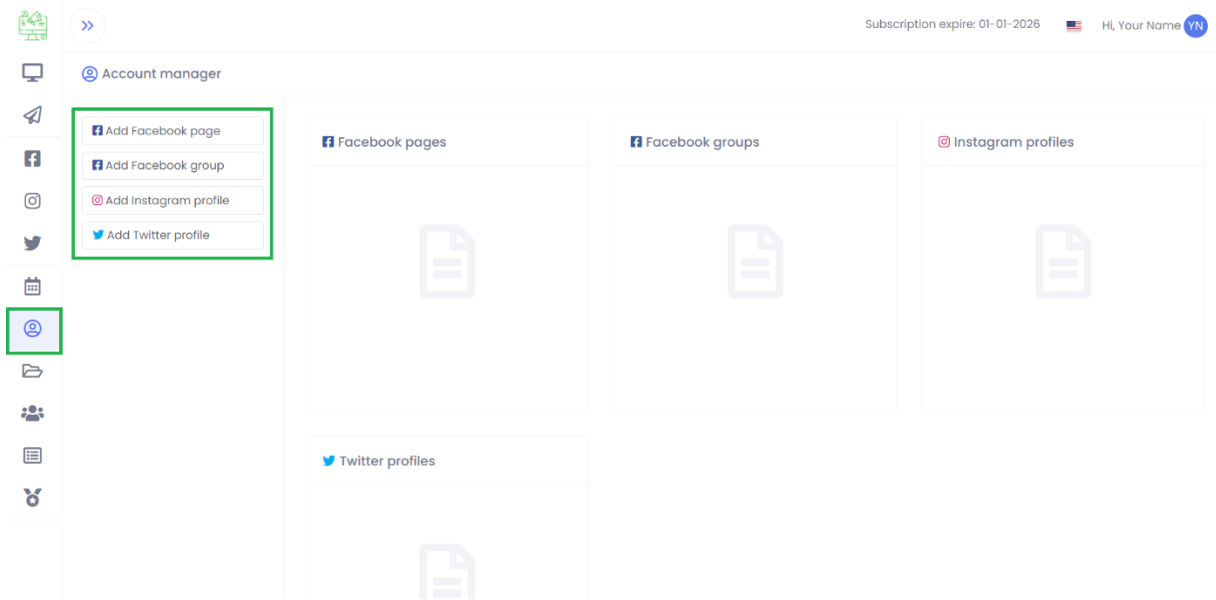 Subscription expire: 01-01-2026
Hi, Your Name YN
Account manager
Add Facebook page
Add Facebook group
Add Instagram profile
Add Twitter profile
Facebook pages
Facebook groups
Instagram profiles
Twitter profiles